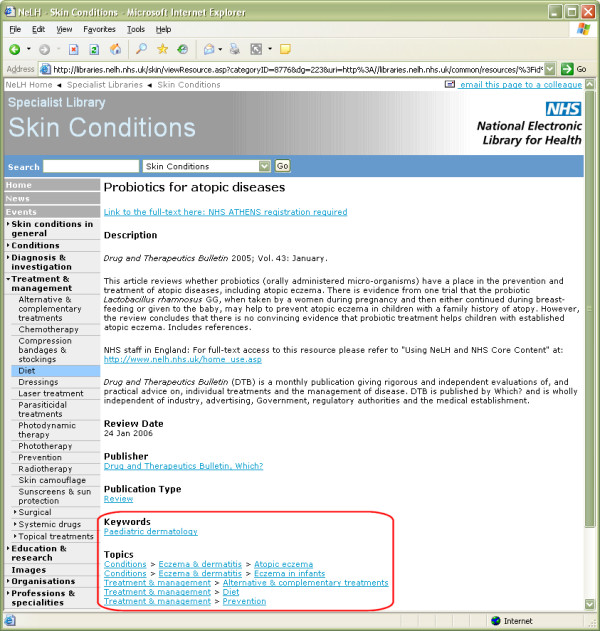 NeLH - Skin Conditions - Microsoft Internet Explorer
File Edit View Favorites Tools Help
Back
Address http://libraries.nelh.nhs.uk/skin/viewResource.asp?categoryID=8776&dg=223&uri=http%3A//libraries.nelh.nhs.uk/common/resources/%3Fid Go
NeLH Home Specialist Libraries Skin Conditions email this page to a colleague
Specialist Library
Skin Conditions
NHS
National Electronic
Library for Health
Search Skin Conditions Go
Home
News
Events
Skin conditions in
general
Conditions
Diagnosis &
investigation
Treatment &
management
Alternative &
complementary
treatments
Chemotherapy
Compression
bandages &
stockings
Diet
Dressings
Laser treatment
Parasiticidal
treatments
Photodynamic
therapy
Phototherapy
Prevention
Radiotherapy
Skin camouflage
Sunscreens & sun
protection
Surgical
Systemic drugs
Topical treatments
Education &
research
Images
Organisations
Professions &
specialities
Probiotics for atopic diseases
Link to the full-text here: NHS ATHENS registration required
Description
Drug and Therapeutics Bulletin 2005; Vol. 43: January.
This article reviews whether probiotics (orally administered micro-organisms) have a place in the prevention and
treatment of atopic diseases, including atopic eczema. There is evidence from one trial that the probiotic
Lactobacillus rhamnosus GG, when taken by a women during pregnancy and then either continued during breast-
feeding or given to the baby, may help to prevent atopic eczema in children with a family history of atopy. However,
the review concludes that there is no convincing evidence that probiotic treatment helps children with established
atopic eczema. Includes references.
NHS staff in England: For full-text access to this resource please refer to "Using NeLH and NHS Core Content" at:
http://www.nelh.nhs.uk/home_use.asp
Drug and Therapeutics Bulletin (DTB) is a monthly publication giving rigorous and independent evaluations of, and
practical advice on, individual treatments and the management of disease. DTB is published by Which? and is wholly
independent of industry, advertising, Government, regulatory authorities and the medical establishment.
Review Date
24 Jan 2006
Publisher
Drug and Therapeutics Bulletin, Which?
Publication Type
Review
Keywords
Paediatric dermatology
Topics
Conditions > Eczema & dermatitis > Atopic eczema
Conditions > Eczema & dermatitis > Eczema in infants
Treatment & management > Alternative & complementary treatments
Treatment & management > Diet
Treatment & management > Prevention
Internet